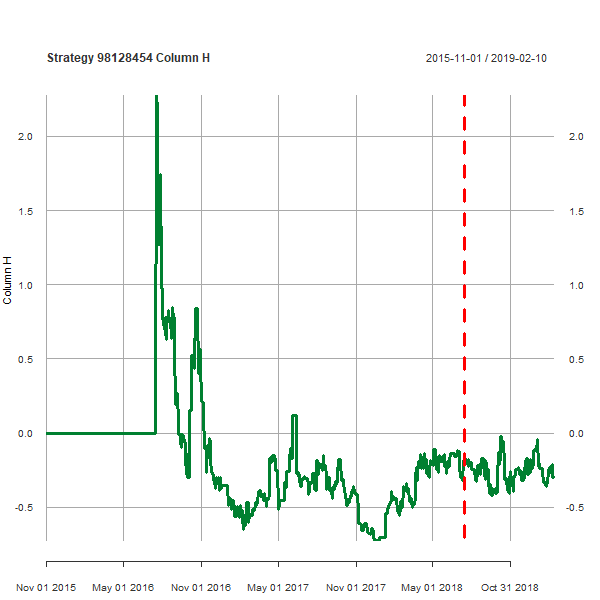 Strategy 98128454 Column H
2015-11-01 / 2019-02-10
2.0
2.0
1.5
1.5
1.0
1.0
Column H
0.5
0.5
0.0
0.0
-0.5
-0.5
Nov 01 2015
May 01 2016
Nov 01 2016
May 01 2017
Nov 01 2017
May 01 2018
Oct 31 2018